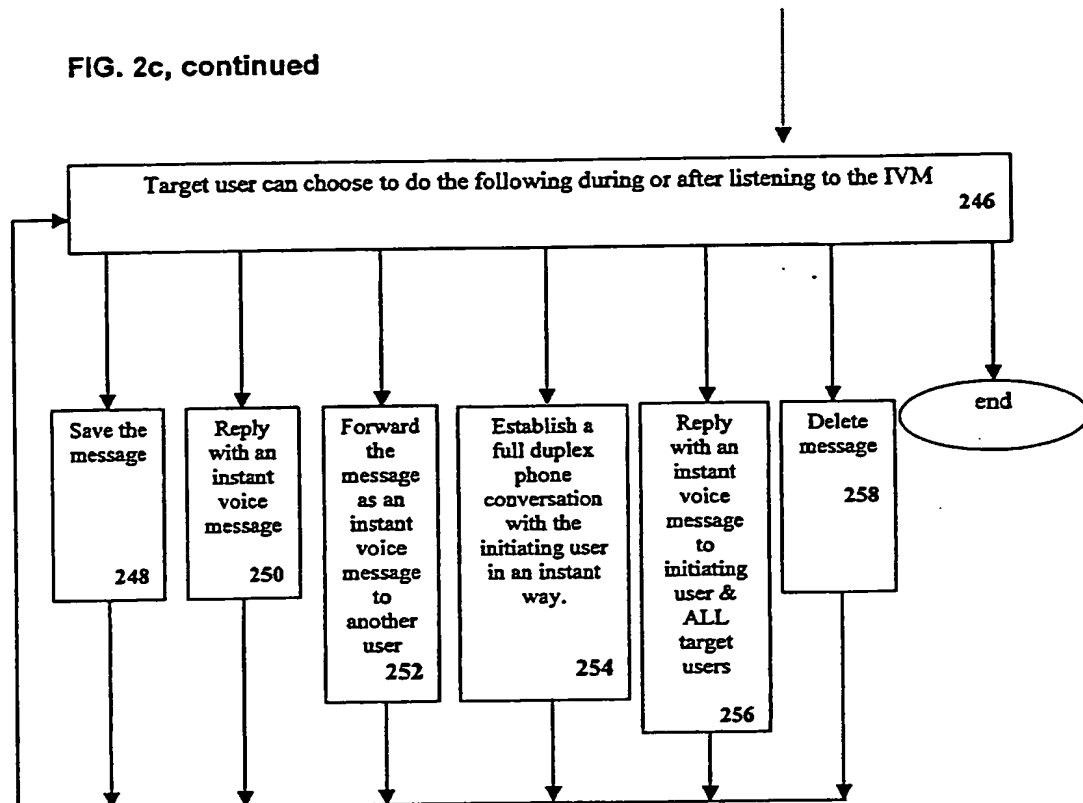 FIG. 2c, continued
Target user can choose to do the following during or after listening to the IVM
246
Save the
message
248
Reply
with an
instant
voice
message
250
Forward
the
message
as an
instant
voice
message
to
another
user
252
Establish a
full duplex
phone
conversation
with the
initiating user
in an instant
way.
254
Reply
with an
instant
voice
message
to
initiating
user &
ALL
target
users
256
Delete
message
258
end